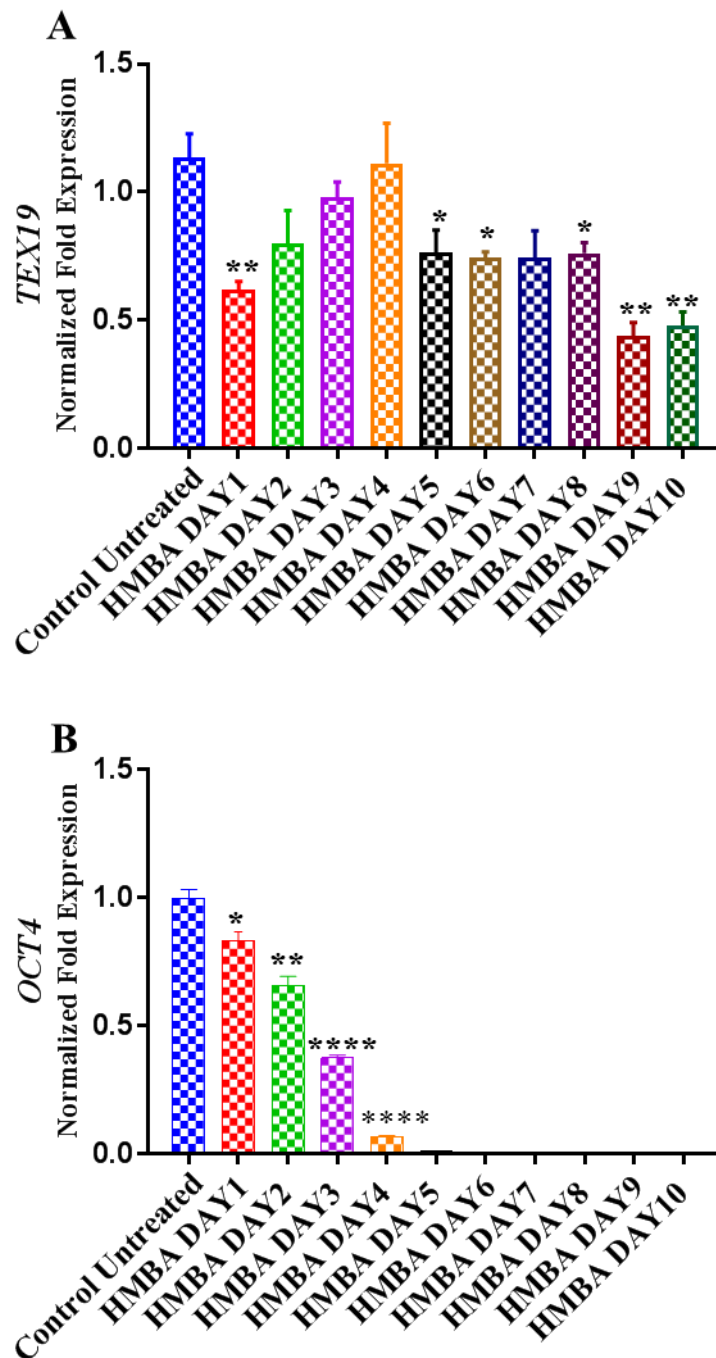 A
TEX19
Normalized Fold Expression
1.5
1.0
0.5
0.0
**
*
*
*
**
**
Control Untreated
HMBA DAY1
HMBA DAY2
HMBA DAY3
HMBA DAY4
HMBA DAY5
HMBA DAY6
HMBA DAY7
HMBA DAY8
HMBA DAY9
HMBA DAY10
B
OCT4
Normalized Fold Expression
1.5
1.0
0.5
0.0
*
**
****
****
Control Untreated
HMBA DAY1
HMBA DAY2
HMBA DAY3
HMBA DAY4
HMBA DAY5
HMBA DAY6
HMBA DAY7
HMBA DAY8
HMBA DAY9
HMBA DAY10